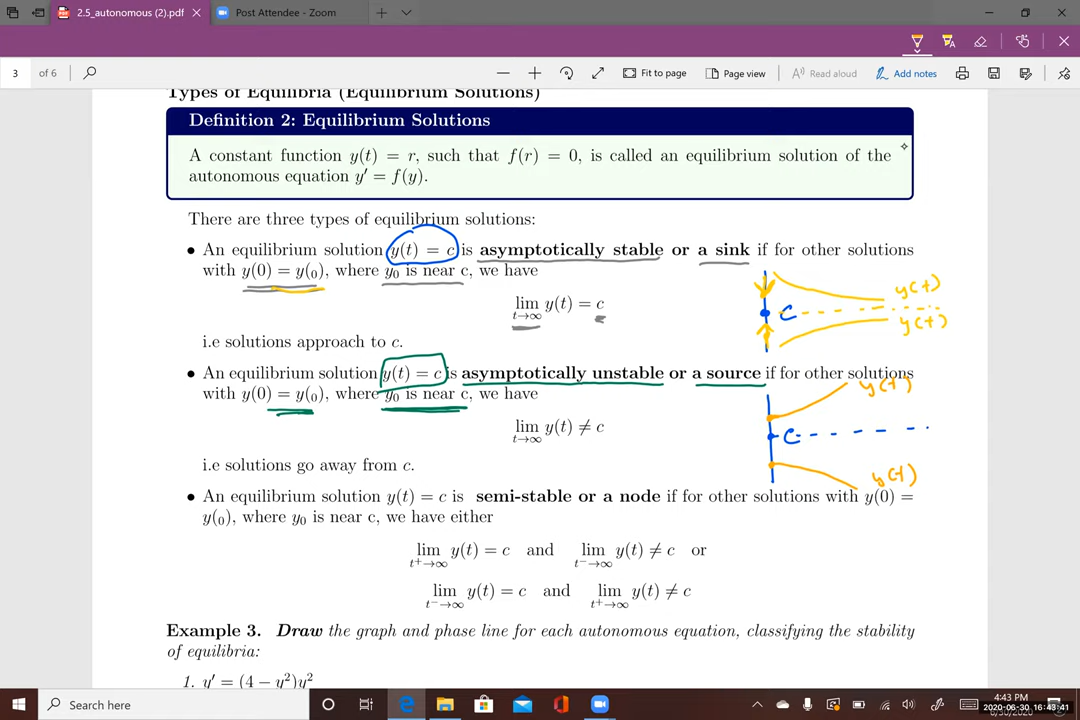 2.5_autonomous (2).pdf
Post Attendee - Zoom
3 of 6
Fit to page
Page view
Read aloud
Add notes
Types of Equilibria (Equilibrium Solutions)
Definition 2: Equilibrium Solutions
A constant function y(t) = r, such that f(r) = 0, is called an equilibrium solution of the
autonomous equation y′ = f(y).
There are three types of equilibrium solutions:
• An equilibrium solution y(t) = c is asymptotically stable or a sink if for other solutions
with y(0) = y(₀), where y₀ is near c, we have
lim y(t) = c
t→∞
y(t)
C
y(t)
i.e solutions approach to c.
• An equilibrium solution y(t) = c is asymptotically unstable or a source if for other solutions
with y(0) = y(₀), where y₀ is near c, we have
lim y(t) ≠ c
t→∞
y(t)
C
y(t)
i.e solutions go away from c.
• An equilibrium solution y(t) = c is semi-stable or a node if for other solutions with y(0) =
y(₀), where y₀ is near c, we have either
lim y(t) = c and lim y(t) ≠ c or
t⁺→∞ t⁻→∞
lim y(t) = c and lim y(t) ≠ c
t⁻→∞ t⁺→∞
Example 3. Draw the graph and phase line for each autonomous equation, classifying the stability
of equilibria:
1. y′ = (4 − y²)y²
Search here
4:43 PM
2020-06-30 16:43:41